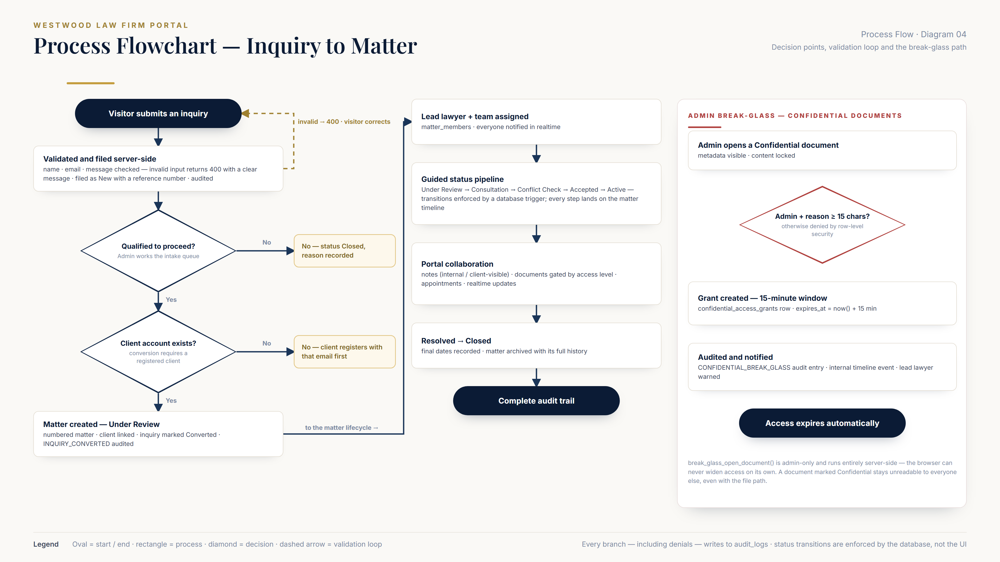 WESTWOOD LAW FIRM PORTAL
Process Flowchart — Inquiry to Matter
Process Flow · Diagram 04
Decision points, validation loop and the break-glass path
Visitor submits an inquiry
invalid → 400 · visitor corrects
Validated and filed server-side
name · email · message checked — invalid input returns 400 with a clear
message · filed as New with a reference number · audited
Qualified to proceed?
Admin works the intake queue
No
No — status Closed,
reason recorded
Yes
Client account exists?
conversion requires a
registered client
No
No — client registers with
that email first
Yes
Matter created — Under Review
numbered matter · client linked · inquiry marked Converted ·
INQUIRY_CONVERTED audited
to the matter lifecycle →
Lead lawyer + team assigned
matter_members · everyone notified in realtime
Guided status pipeline
Under Review → Consultation → Conflict Check → Accepted → Active —
transitions enforced by a database trigger; every step lands on the matter
timeline
Portal collaboration
notes (internal / client-visible) · documents gated by access level ·
appointments · realtime updates
Resolved → Closed
final dates recorded · matter archived with its full history
Complete audit trail
ADMIN BREAK-GLASS — CONFIDENTIAL DOCUMENTS
Admin opens a Confidential document
metadata visible · content locked
Admin + reason ≥ 15 chars?
otherwise denied by row-level
security
Grant created — 15-minute window
confidential_access_grants row · expires_at = now() + 15 min
Audited and notified
CONFIDENTIAL_BREAK_GLASS audit entry · internal timeline event · lead lawyer
warned
Access expires automatically
break_glass_open_document() is admin-only and runs entirely server-side — the browser can
never widen access on its own. A document marked Confidential stays unreadable to everyone
else, even with the file path.
Legend Oval = start / end · rectangle = process · diamond = decision · dashed arrow = validation loop
Every branch — including denials — writes to audit_logs · status transitions are enforced by the database, not the UI